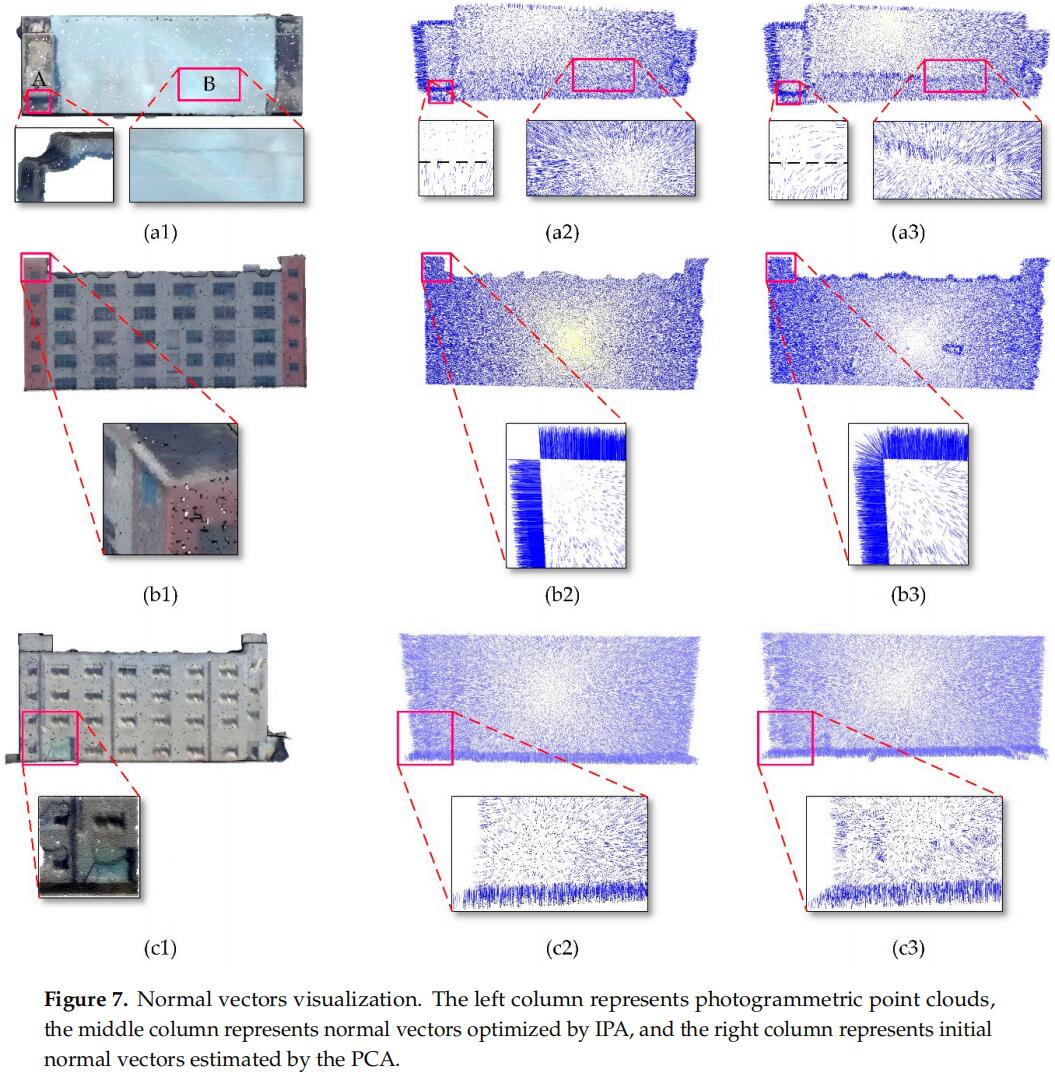 A
B
(a1)
(a2)
(a3)
(b1)
(b2)
(b3)
(c1)
(c2)
(c3)
Figure 7. Normal vectors visualization. The left column represents photogrammetric point clouds,
the middle column represents normal vectors optimized by IPA, and the right column represents initial
normal vectors estimated by the PCA.